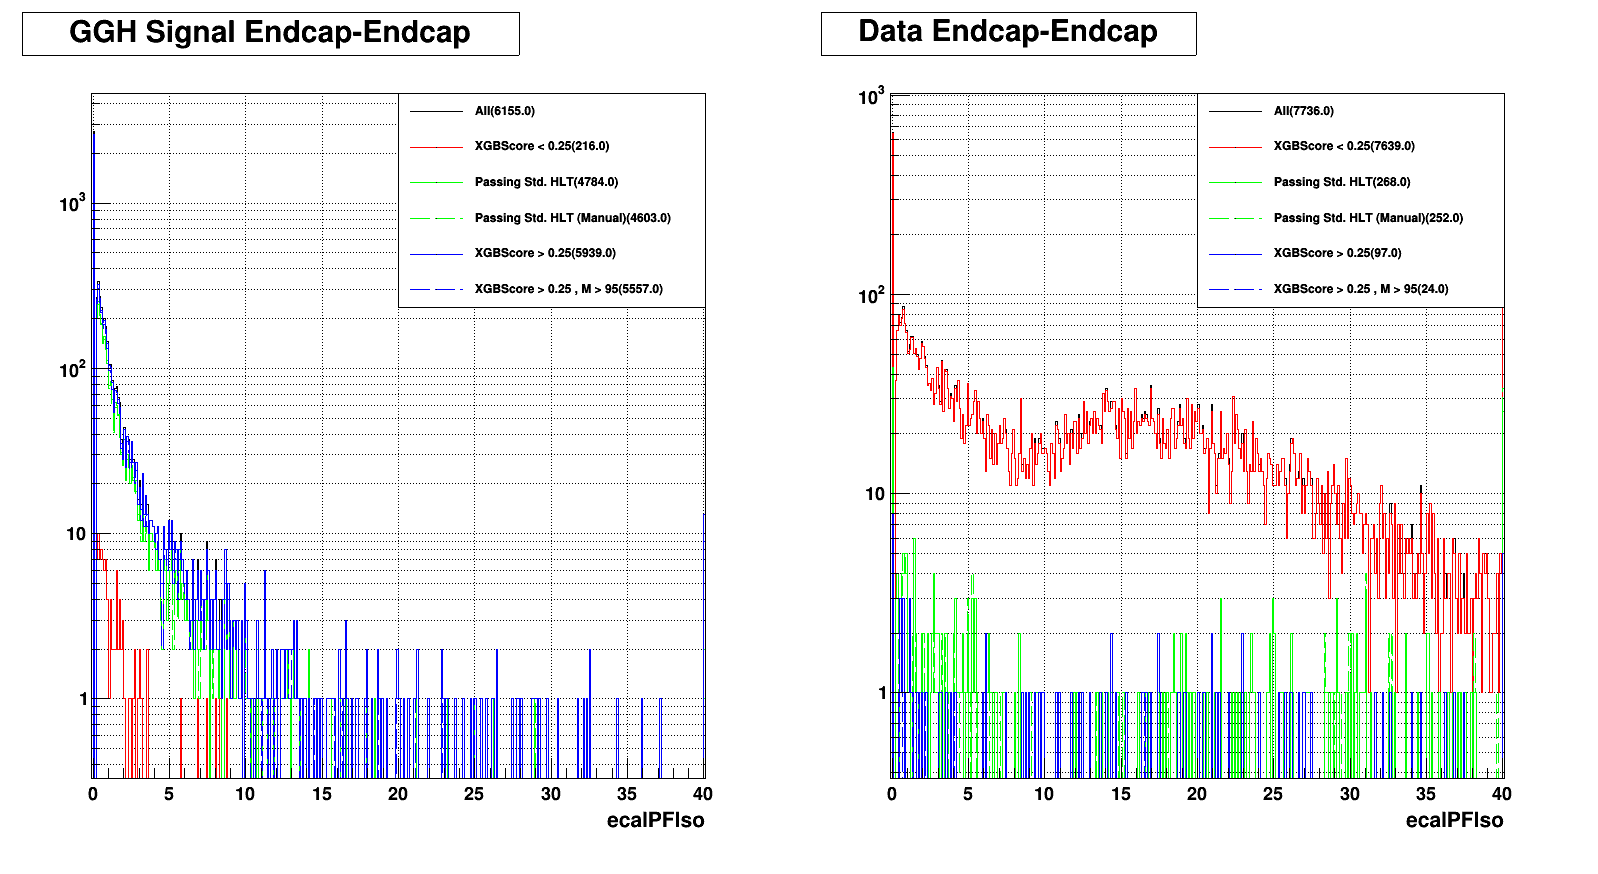 GGH Signal Endcap-Endcap
All(6155.0)
XGBScore < 0.25(216.0)
Passing Std. HLT(4784.0)
Passing Std. HLT (Manual)(4603.0)
XGBScore > 0.25(5939.0)
XGBScore > 0.25 , M > 95(5557.0)
10^3
10^2
10
1
0 5 10 15 20 25 30 35 40
ecalPFIso
Data Endcap-Endcap
All(7736.0)
XGBScore < 0.25(7639.0)
Passing Std. HLT(268.0)
Passing Std. HLT (Manual)(252.0)
XGBScore > 0.25(97.0)
XGBScore > 0.25 , M > 95(24.0)
10^3
10^2
10
1
0 5 10 15 20 25 30 35 40
ecalPFIso